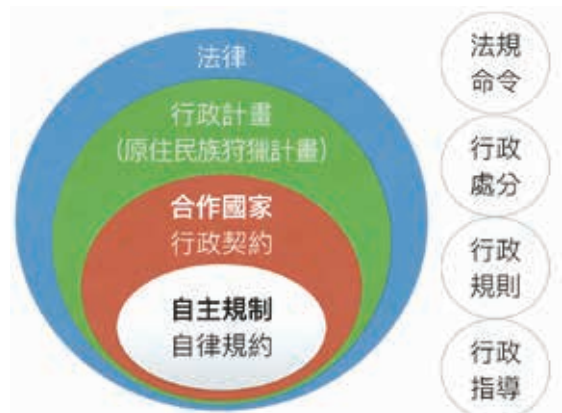 法律
行政計畫
(原住民族狩獵計畫)
合作國家
行政契約
自主規制
自律規約
法規
命令
行政
處分
行政
規則
行政
指導